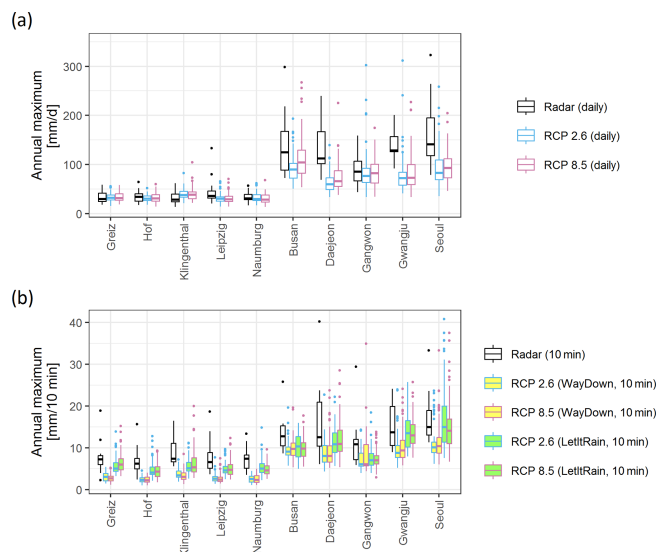 (a)
Annual maximum
[mm/d]
300
200
100
0
Greiz
Hof
Klingenthal
Leipzig
Naumburg
Busan
Daejeon
Gangwon
Gwangju
Seoul
Radar (daily)
RCP 2.6 (daily)
RCP 8.5 (daily)
(b)
Annual maximum
[mm/10 min]
40
30
20
10
0
Greiz
Hof
Klingenthal
Leipzig
Naumburg
Busan
Daejeon
Gangwon
Gwangju
Seoul
Radar (10 min)
RCP 2.6 (WayDown, 10 min)
RCP 8.5 (WayDown, 10 min)
RCP 2.6 (LetItRain, 10 min)
RCP 8.5 (LetItRain, 10 min)